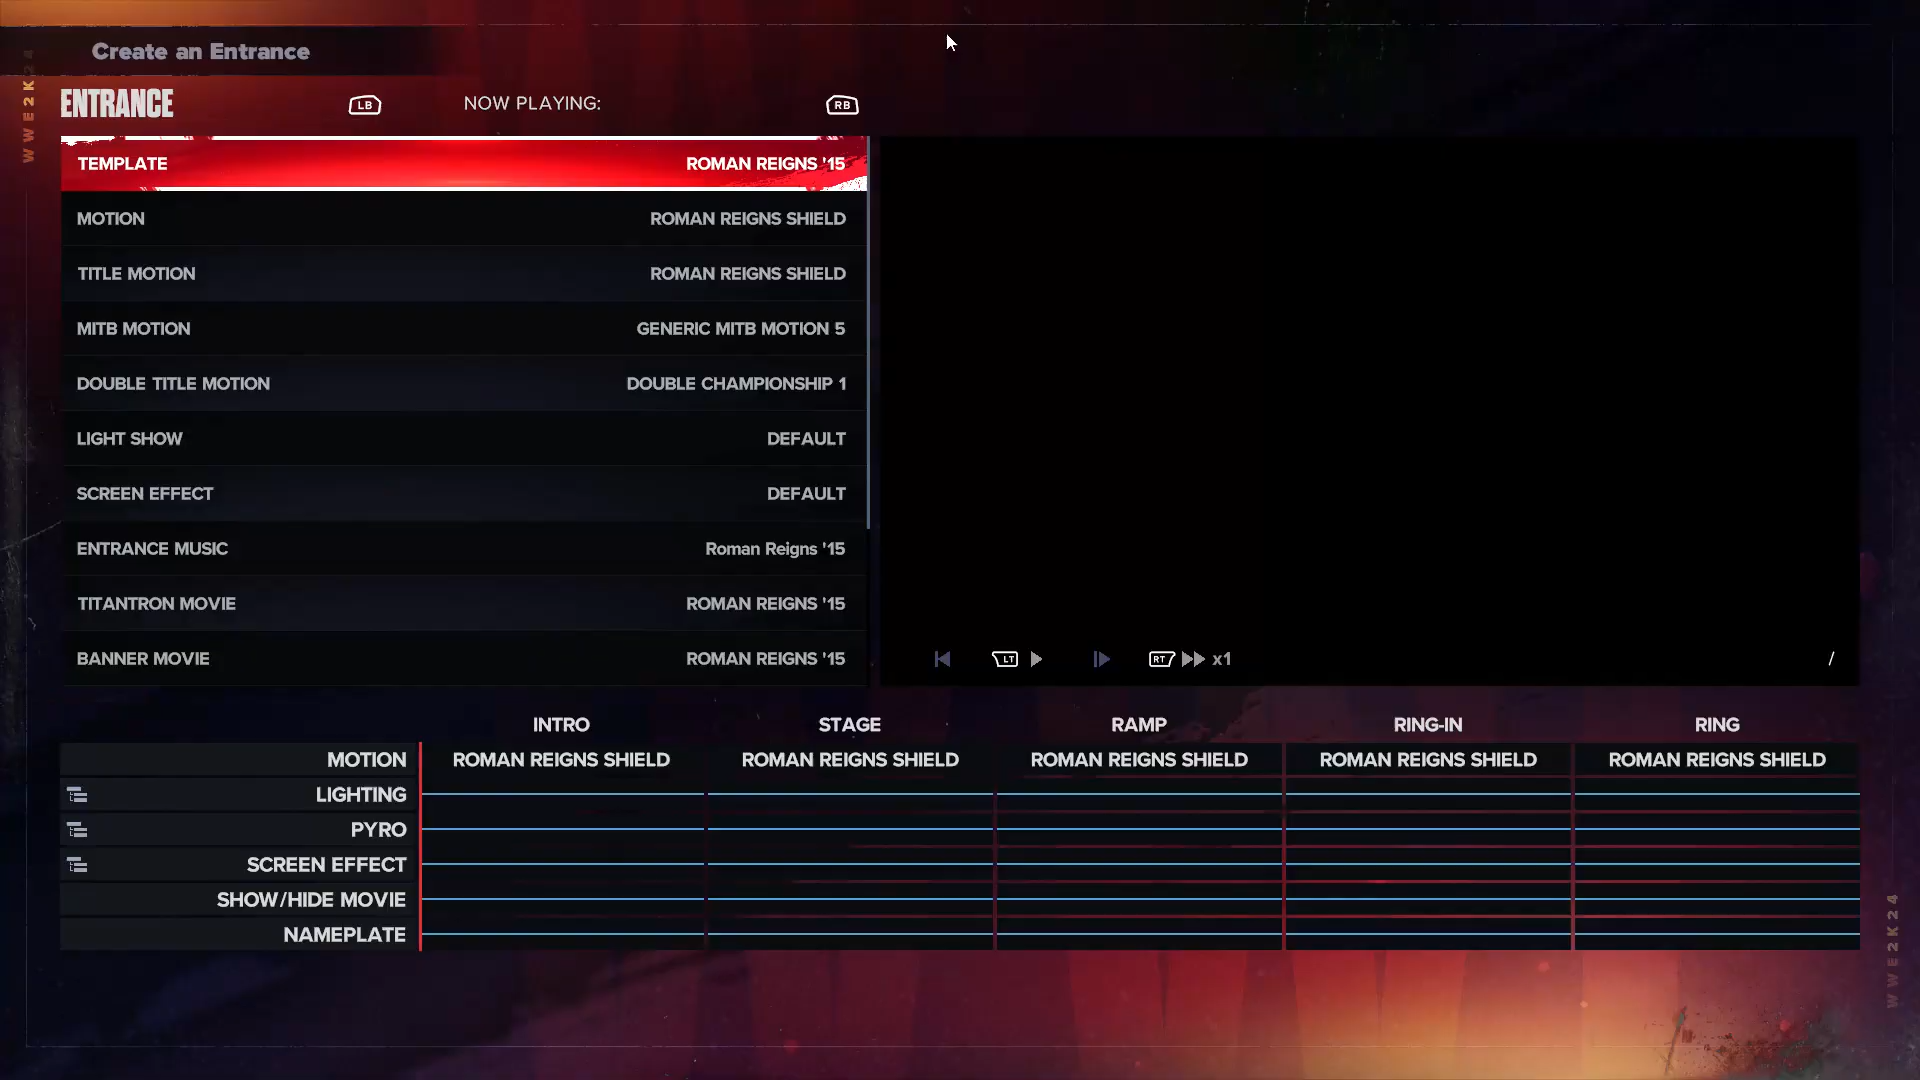 Create an Entrance
WWE2K24
ENTRANCE
LB
NOW PLAYING:
RB
TEMPLATE ROMAN REIGNS '15
MOTION ROMAN REIGNS SHIELD
TITLE MOTION ROMAN REIGNS SHIELD
MITB MOTION GENERIC MITB MOTION 5
DOUBLE TITLE MOTION DOUBLE CHAMPIONSHIP 1
LIGHT SHOW DEFAULT
SCREEN EFFECT DEFAULT
ENTRANCE MUSIC Roman Reigns '15
TITANTRON MOVIE ROMAN REIGNS '15
BANNER MOVIE ROMAN REIGNS '15
LT RT x1 /
INTRO STAGE RAMP RING-IN RING
MOTION ROMAN REIGNS SHIELD ROMAN REIGNS SHIELD ROMAN REIGNS SHIELD ROMAN REIGNS SHIELD ROMAN REIGNS SHIELD
LIGHTING
PYRO
SCREEN EFFECT
SHOW/HIDE MOVIE
NAMEPLATE
WWE2K24